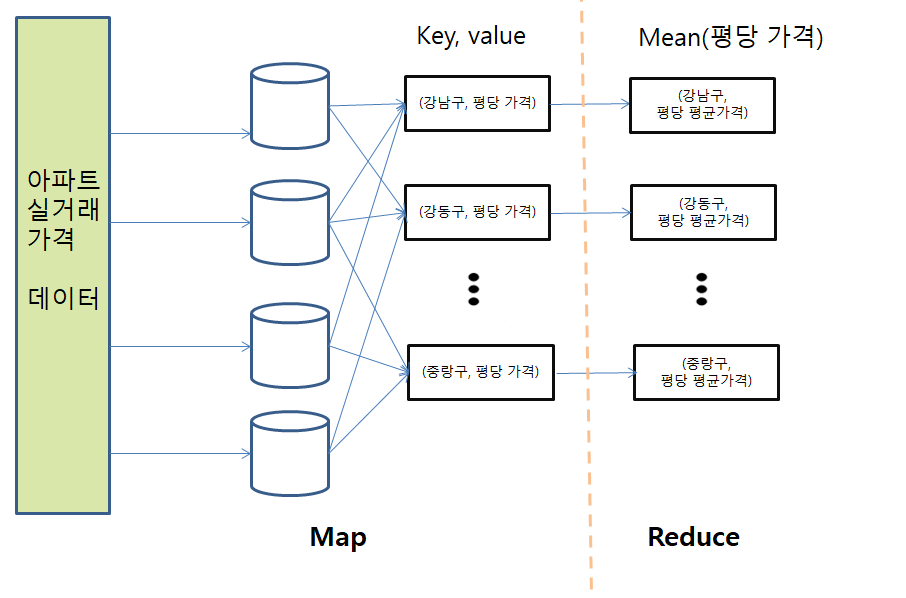 Key, value
Mean(평당 가격)
아파트
실거래
가격
데이터
(강남구, 평당 가격)
(강남구,
평당 평균가격)
(강동구, 평당 가격)
(강동구,
평당 평균가격)
(중랑구, 평당 가격)
(중랑구,
평당 평균가격)
Map
Reduce